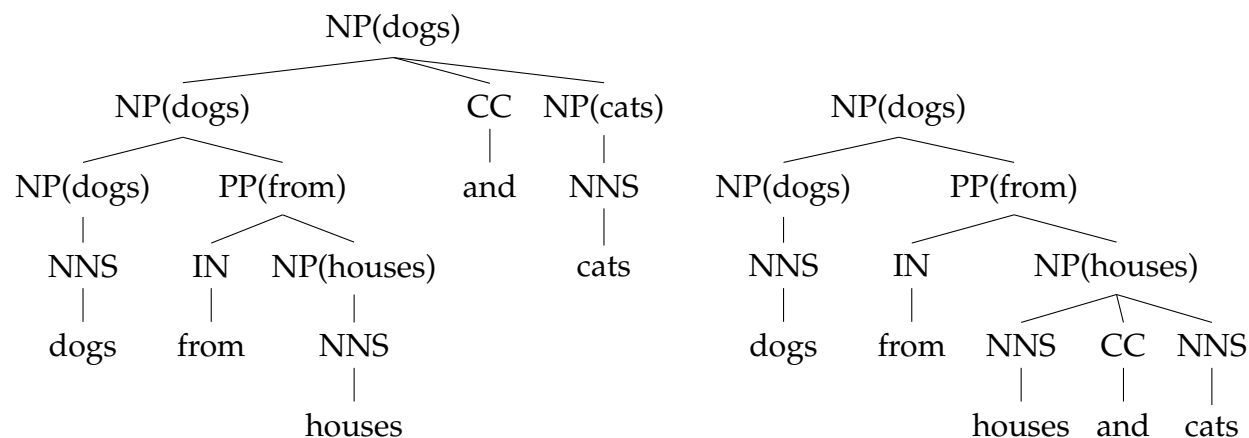 NP(dogs)
NP(dogs) CC NP(cats) NP(dogs)
NP(dogs) PP(from) and NNS NP(dogs) PP(from)
NNS IN NP(houses) cats NNS IN NP(houses)
dogs from NNS dogs from NNS CC NNS
houses houses and cats